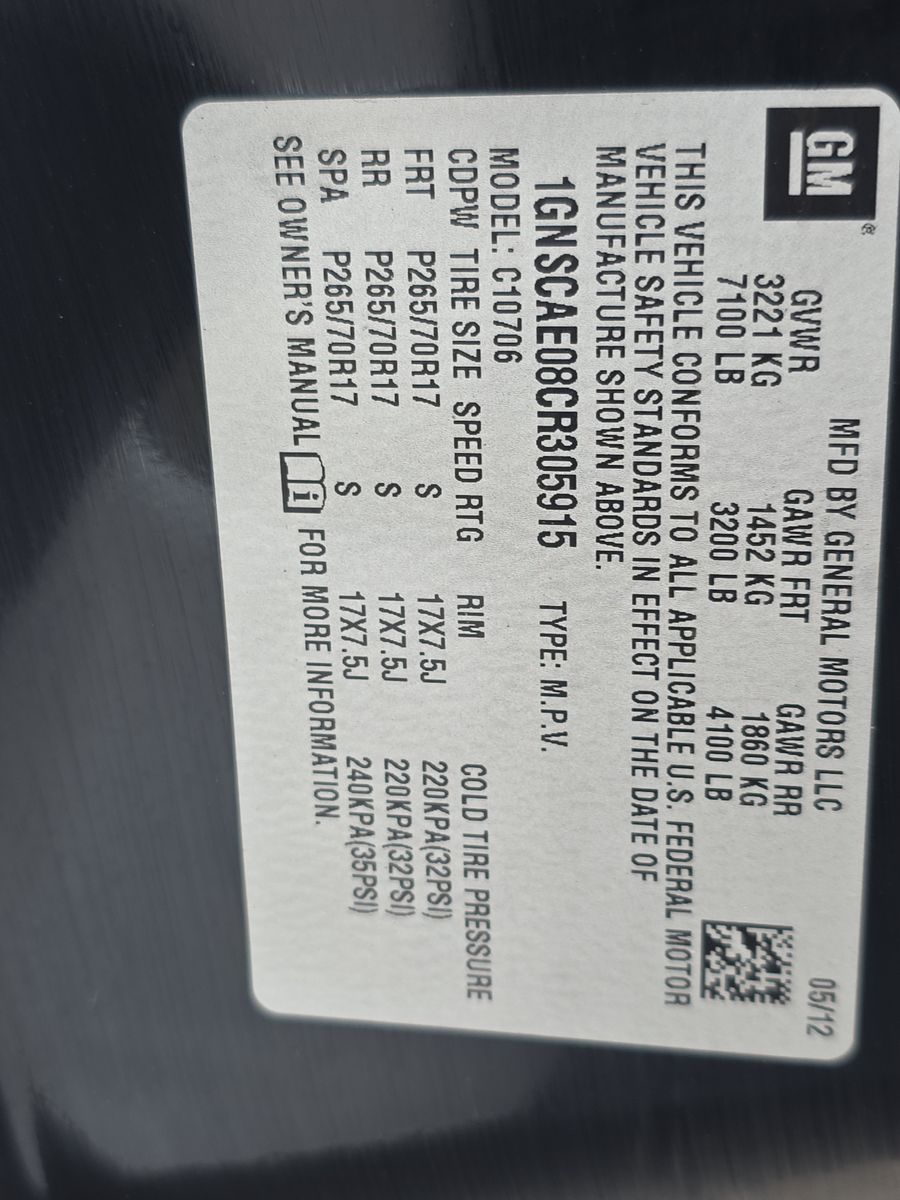 GM®
MFD BY GENERAL MOTORS LLC 05/12
GVWR GAWR FRT GAWR RR
3221 KG 1452 KG 1860 KG
7100 LB 3200 LB 4100 LB
THIS VEHICLE CONFORMS TO ALL APPLICABLE U.S. FEDERAL MOTOR
VEHICLE SAFETY STANDARDS IN EFFECT ON THE DATE OF
MANUFACTURE SHOWN ABOVE.
1GNSCAE08CR305915 TYPE: M.P.V.
MODEL: C10706
CDPW TIRE SIZE SPEED RTG RIM COLD TIRE PRESSURE
FRT P265/70R17 S 17X7.5J 220KPA(32PSI)
RR P265/70R17 S 17X7.5J 220KPA(32PSI)
SPA P265/70R17 S 17X7.5J 240KPA(35PSI)
SEE OWNER'S MANUAL i FOR MORE INFORMATION.